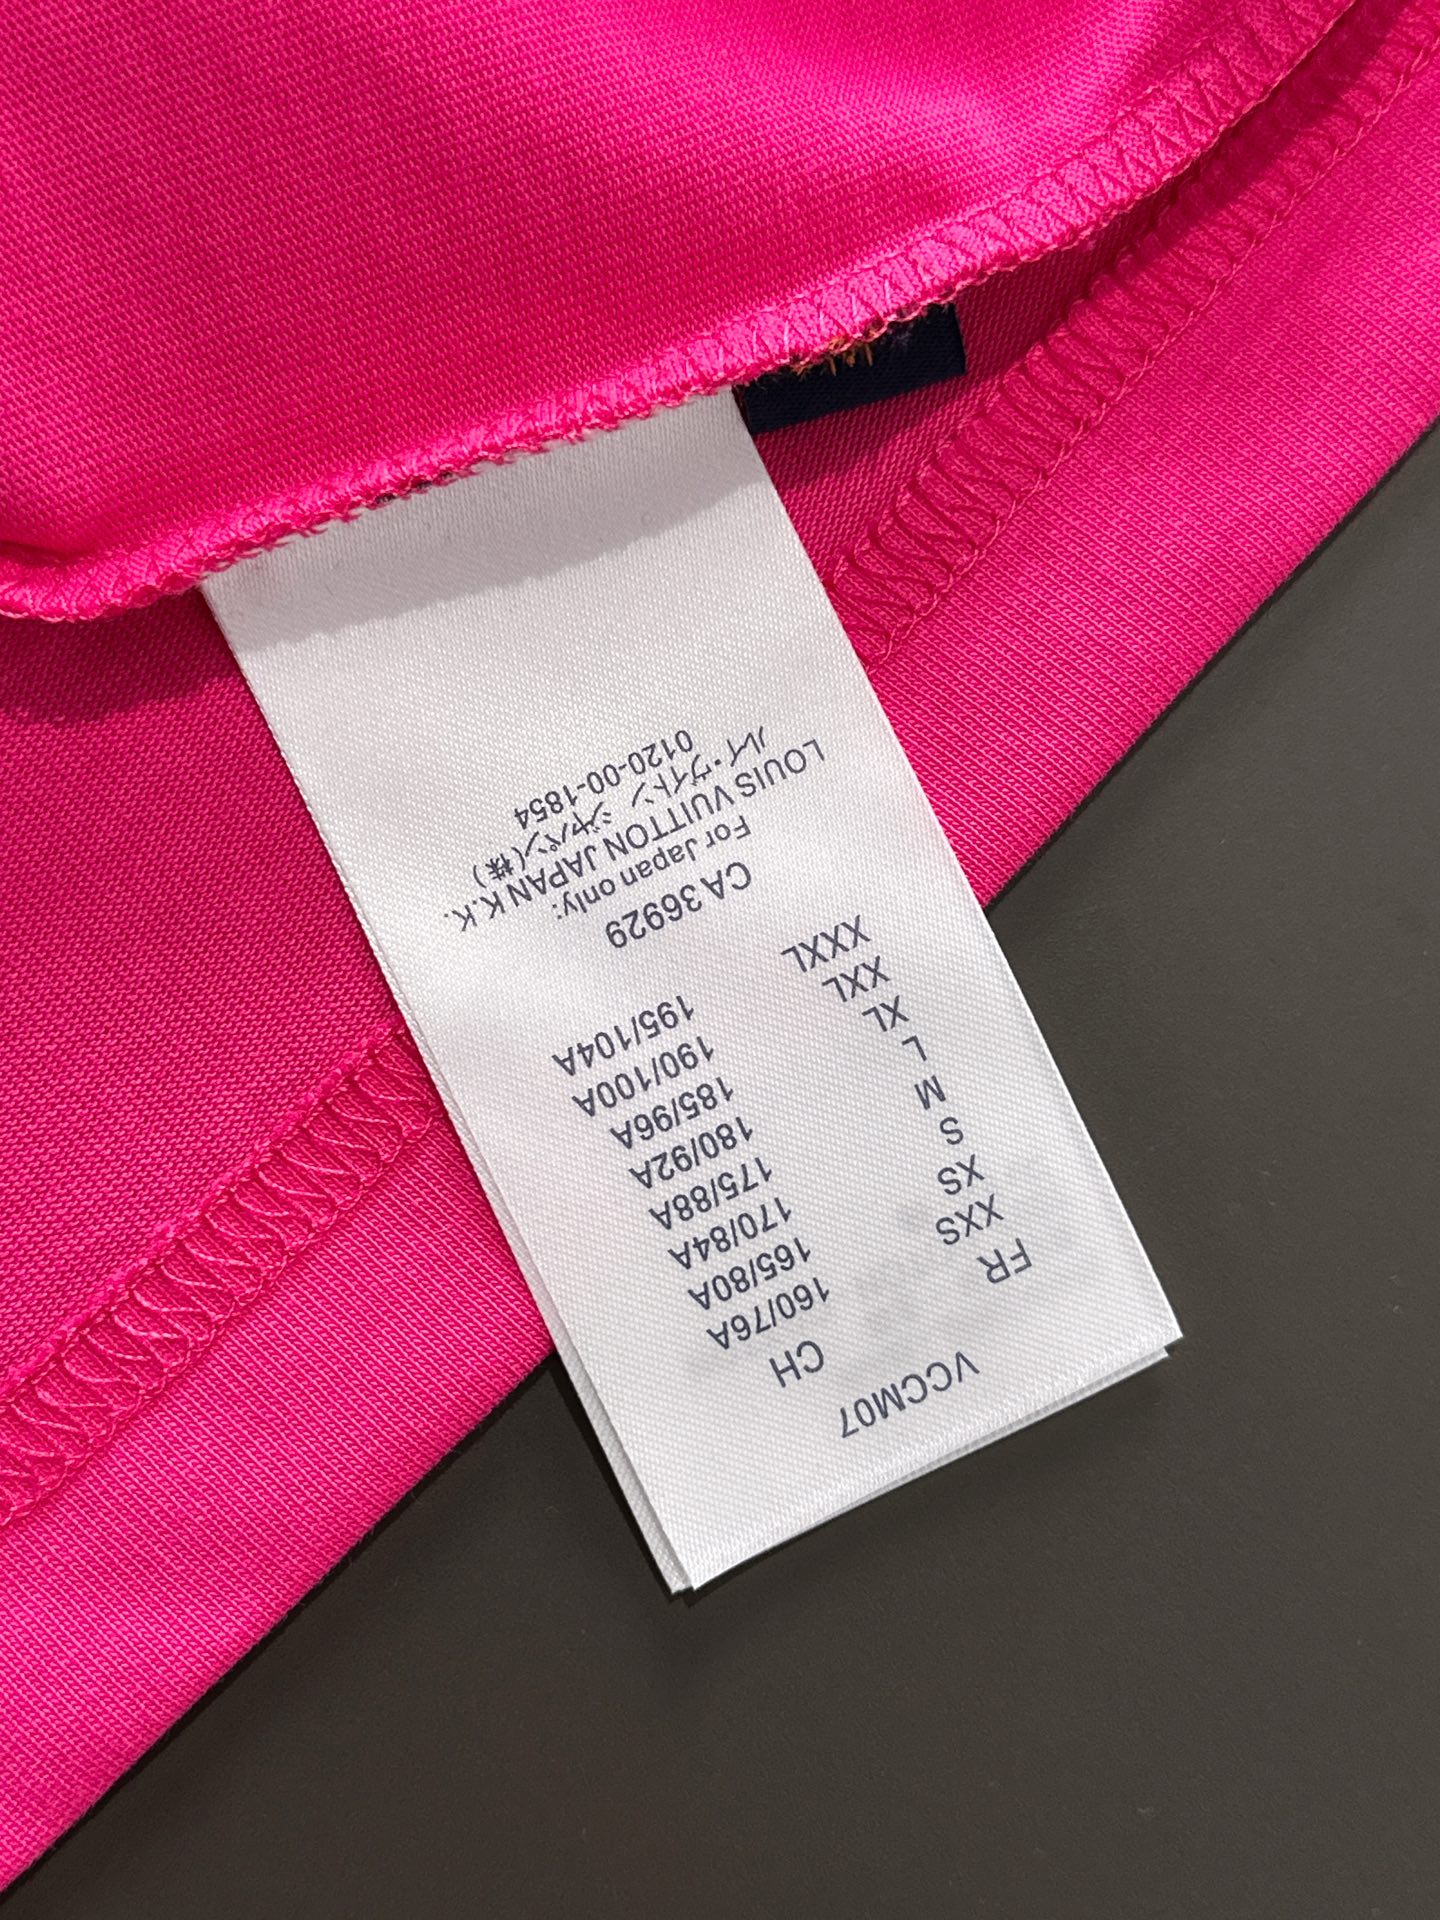 VCCM07
FR CH
XXS 160/76A
XS 165/80A
S 170/84A
M 175/88A
L 180/92A
XL 185/96A
XXL 190/100A
XXXL 195/104A
CA 36929
For Japan only:
LOUIS VUITTON JAPAN K.K.
ルイ・ヴィトン ジャパン(株)
0120-00-1854